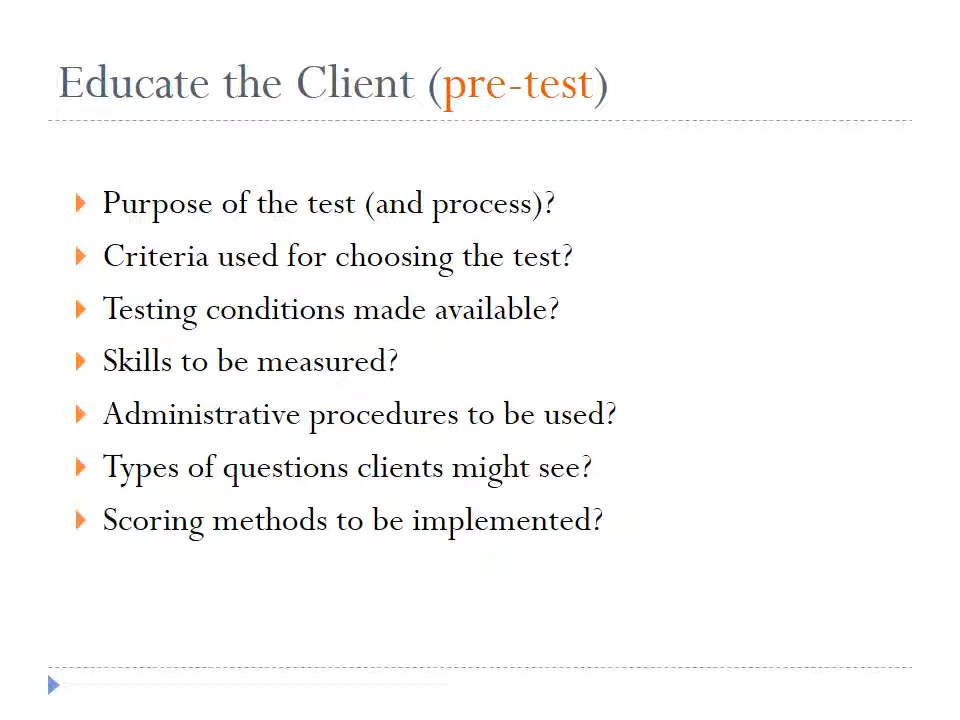 Educate the Client (pre-test)
Purpose of the test (and process)?
Criteria used for choosing the test?
Testing conditions made available?
Skills to be measured?
Administrative procedures to be used?
Types of questions clients might see?
Scoring methods to be implemented?